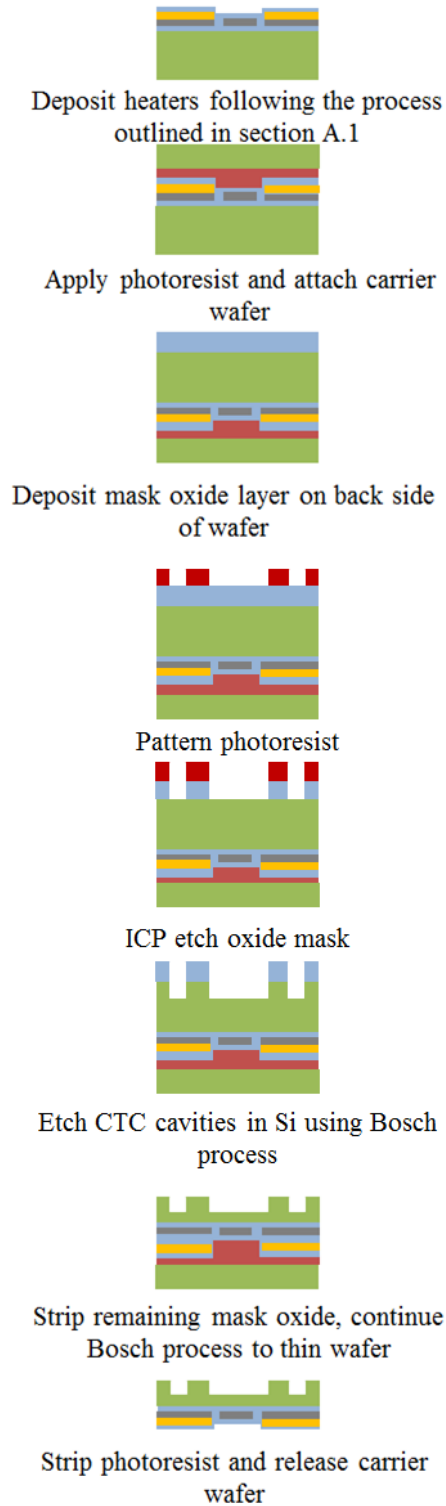 Deposit heaters following the process
outlined in section A.1
Apply photoresist and attach carrier
wafer
Deposit mask oxide layer on back side
of wafer
Pattern photoresist
ICP etch oxide mask
Etch CTC cavities in Si using Bosch
process
Strip remaining mask oxide, continue
Bosch process to thin wafer
Strip photoresist and release carrier
wafer